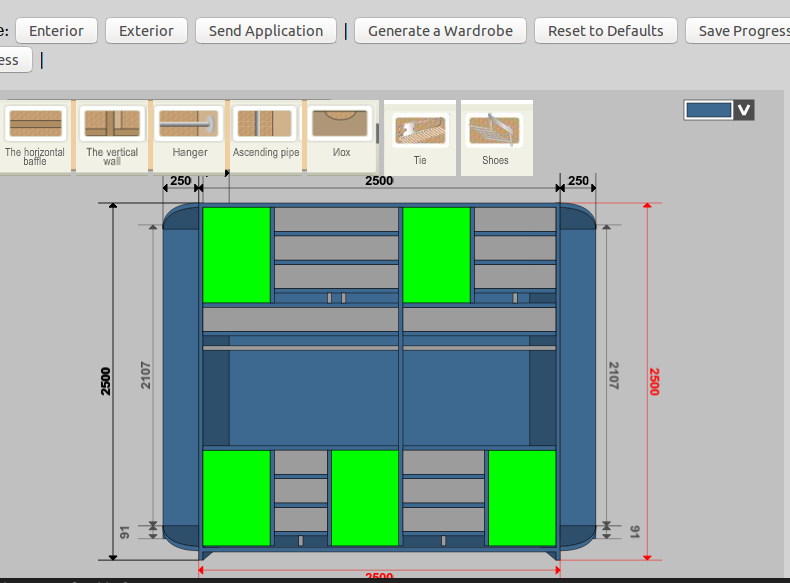 e:
Exterior
Exterior
Send Application
|
Generate a Wardrobe
Reset to Defaults
Save Progress
ess
|
The horizontal
baffle
The vertical
wall
Hanger
Ascending pipe
Иox
Tie
Shoes
V
250
2500
250
2500
2107
91
2107
2500
91
2500